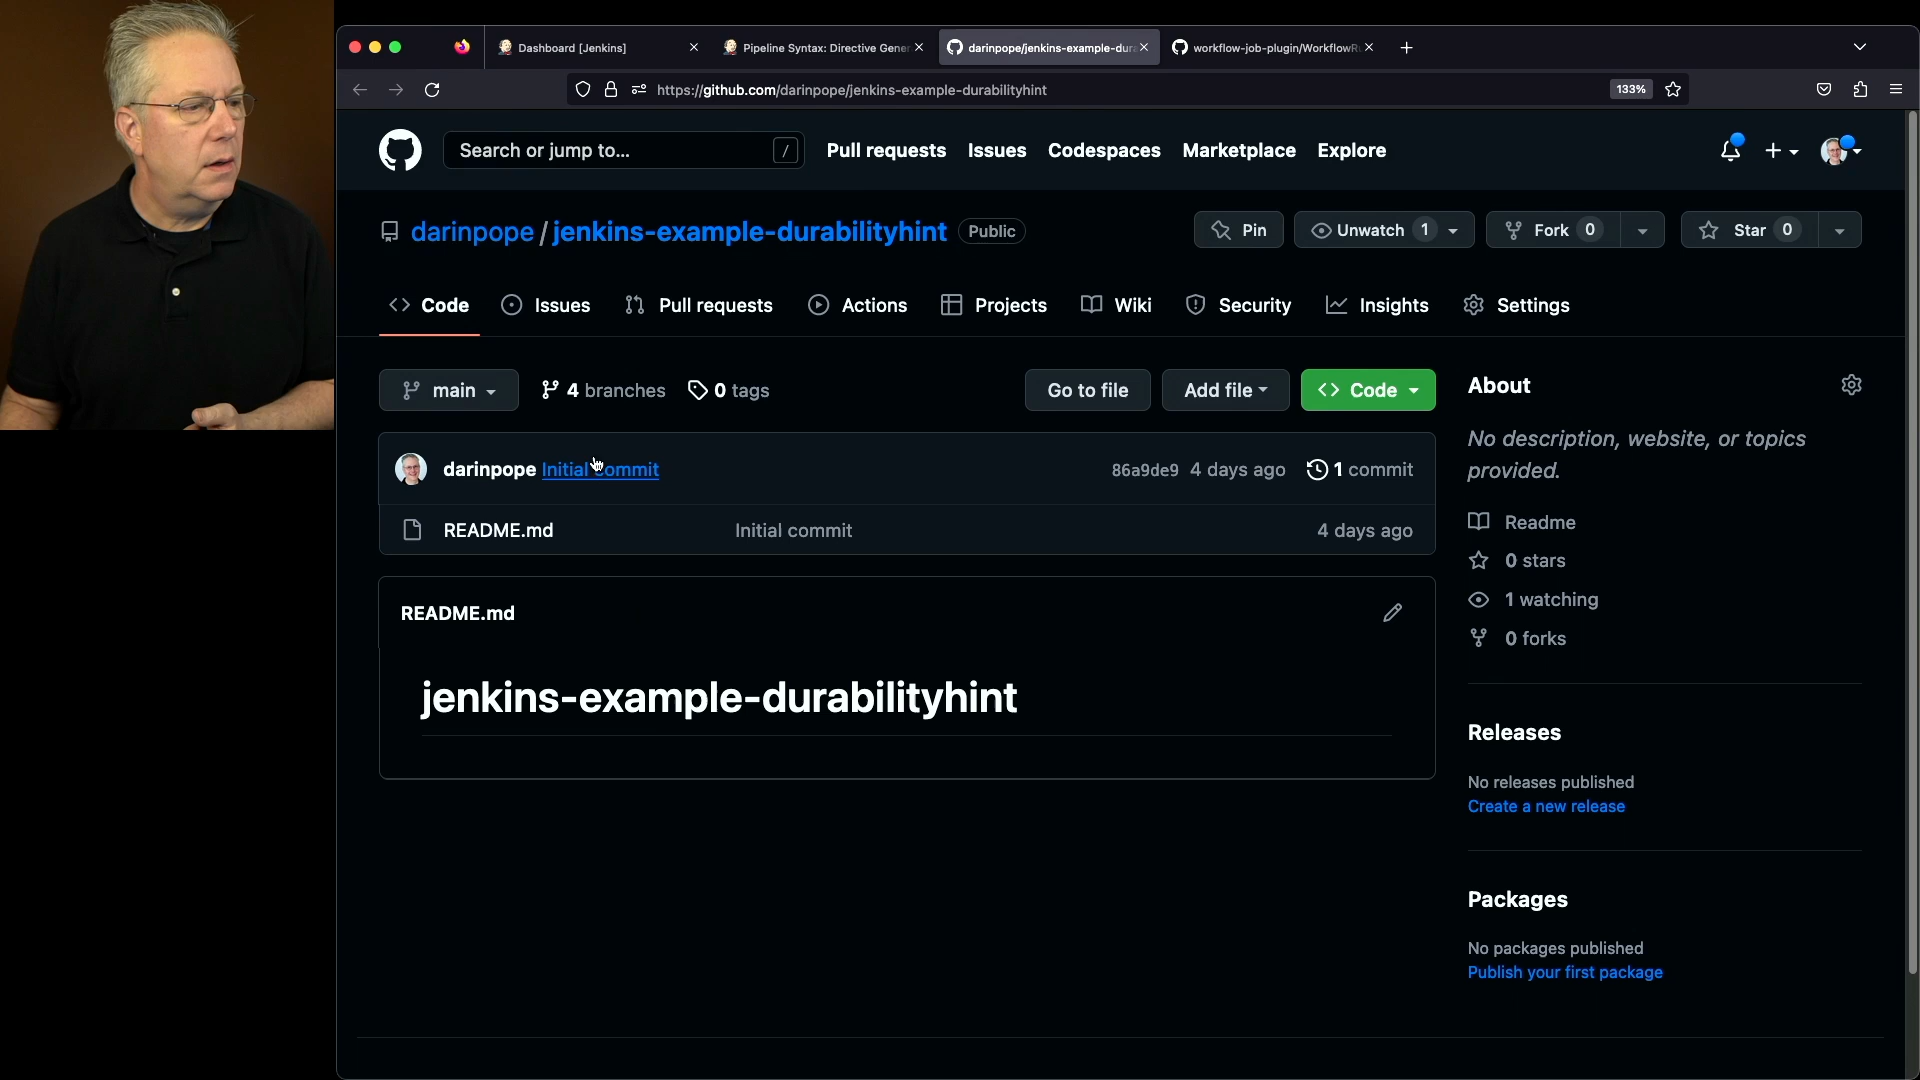 Dashboard [Jenkins]
Pipeline Syntax: Directive Gener
darinpope/jenkins-example-dura
workflow-job-plugin/WorkflowR
https://github.com/darinpope/jenkins-example-durabilityhint
133%
Search or jump to...
/
Pull requests
Issues
Codespaces
Marketplace
Explore
darinpope / jenkins-example-durabilityhint
Public
Pin
Unwatch 1
Fork 0
Star 0
Code
Issues
Pull requests
Actions
Projects
Wiki
Security
Insights
Settings
main
4 branches
0 tags
Go to file
Add file
Code
darinpope Initial commit
86a9de9 4 days ago
1 commit
README.md
Initial commit
4 days ago
README.md
jenkins-example-durabilityhint
About
No description, website, or topics
provided.
Readme
0 stars
1 watching
0 forks
Releases
No releases published
Create a new release
Packages
No packages published
Publish your first package